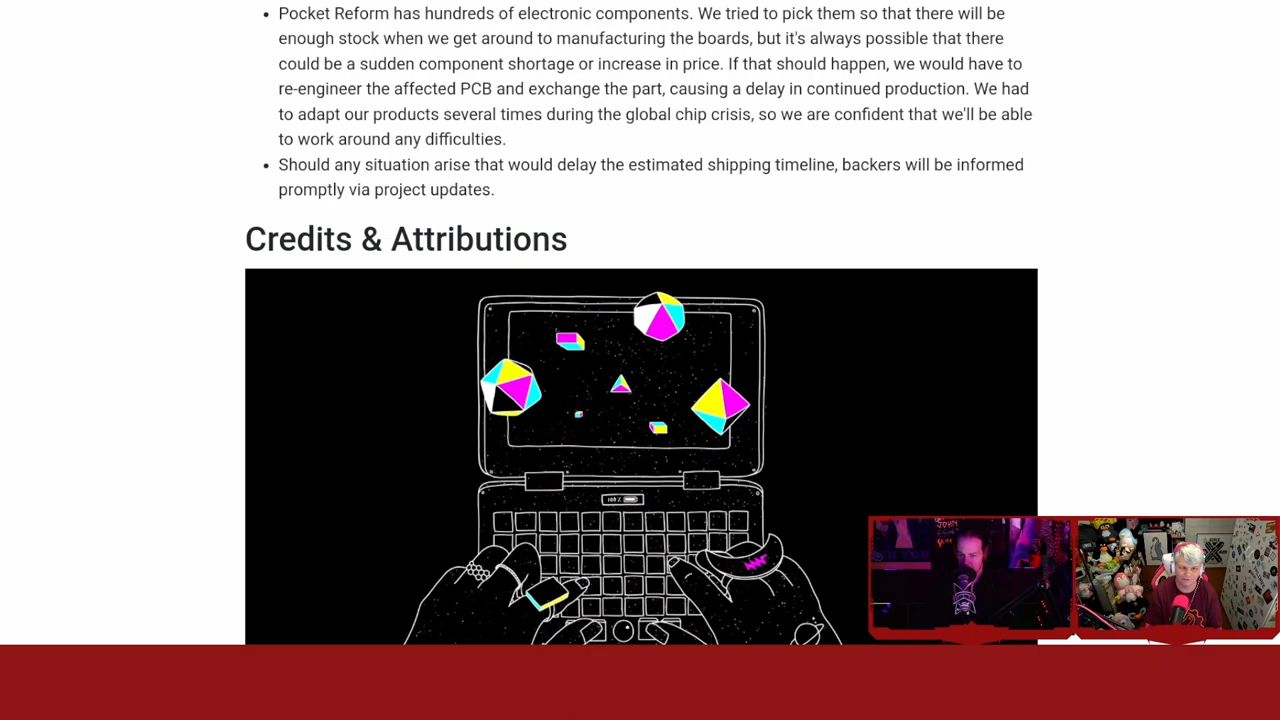 Pocket Reform has hundreds of electronic components. We tried to pick them so that there will be
enough stock when we get around to manufacturing the boards, but it's always possible that there
could be a sudden component shortage or increase in price. If that should happen, we would have to
re-engineer the affected PCB and exchange the part, causing a delay in continued production. We had
to adapt our products several times during the global chip crisis, so we are confident that we'll be able
to work around any difficulties.
Should any situation arise that would delay the estimated shipping timeline, backers will be informed
promptly via project updates.
Credits & Attributions
100%
JOHN